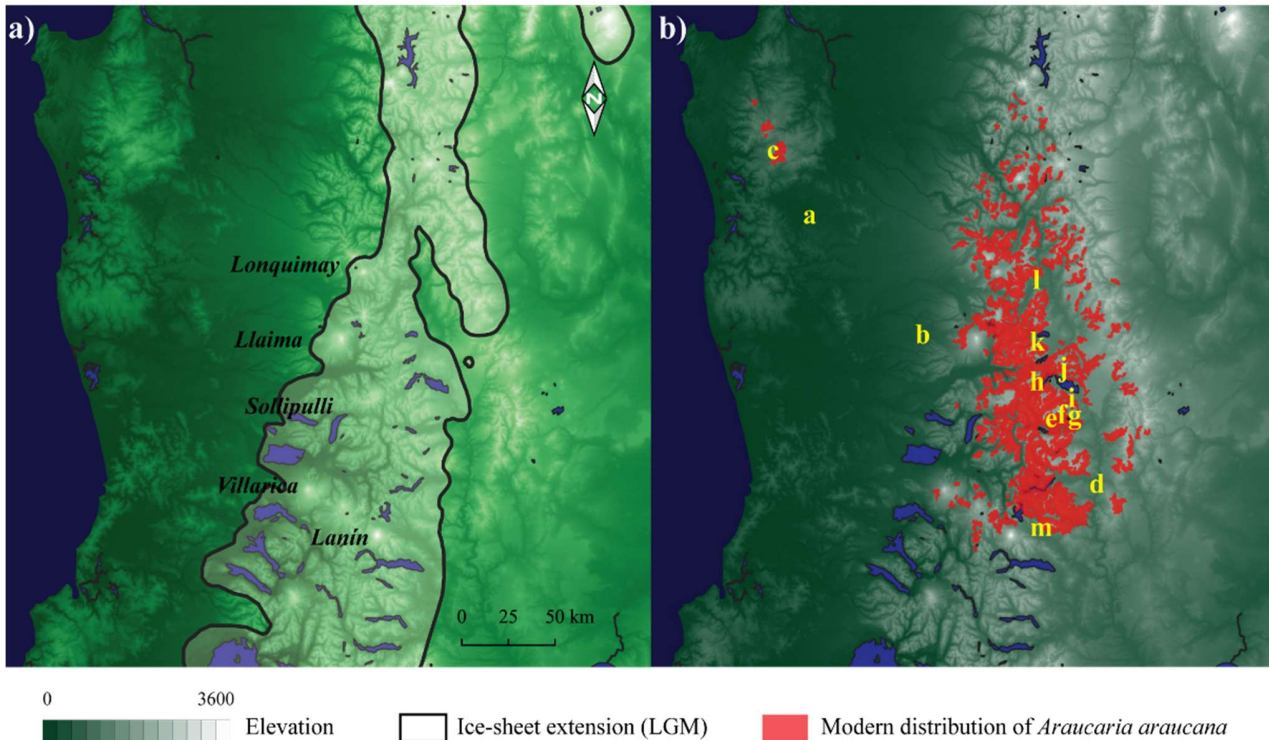 a)
N
Lonquimay
Llaima
Sollipulli
Villarica
Lanín
0 25 50 km
b)
c
a
l
b
k
j
h
i
efg
d
m
0 3600
Elevation
Ice-sheet extension (LGM)
Modern distribution of Araucaria araucana